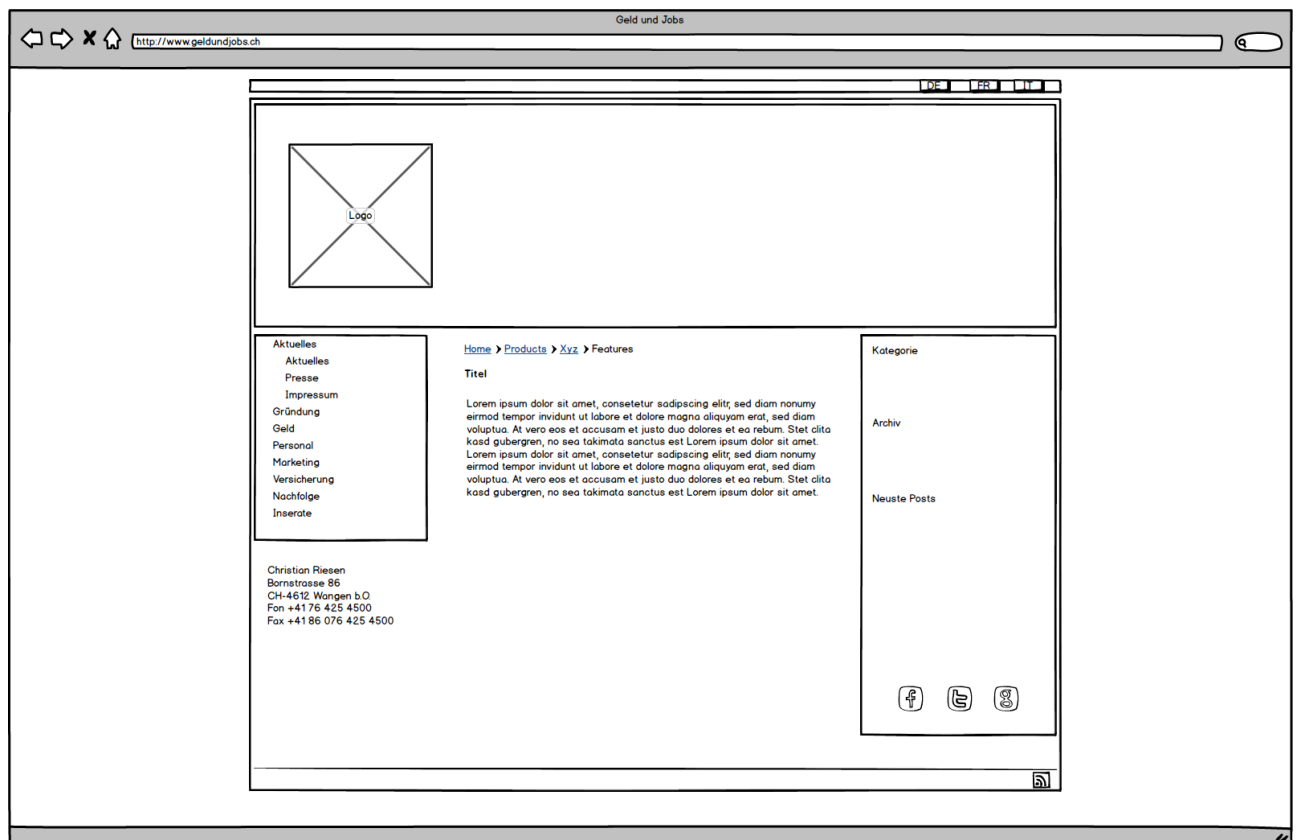 Geld und Jobs
http://www.geldundjobs.ch
DE FR IT
Logo
Aktuelles
Aktuelles
Presse
Impressum
Gründung
Geld
Personal
Marketing
Versicherung
Nachfolge
Inserate
Christian Riesen
Bornstrasse 86
CH-4612 Wangen b.O.
Fon +41 76 425 4500
Fax +41 86 076 425 4500
Home > Products > Xyz > Features
Titel
Lorem ipsum dolor sit amet, consetetur sadipscing elitr, sed diam nonumy
eirmod tempor invidunt ut labore et dolore magna aliquyam erat, sed diam
voluptua. At vero eos et accusam et justo duo dolores et ea rebum. Stet clita
kasd gubergren, no sea takimata sanctus est Lorem ipsum dolor sit amet.
Lorem ipsum dolor sit amet, consetetur sadipscing elitr, sed diam nonumy
eirmod tempor invidunt ut labore et dolore magna aliquyam erat, sed diam
voluptua. At vero eos et accusam et justo duo dolores et ea rebum. Stet clita
kasd gubergren, no sea takimata sanctus est Lorem ipsum dolor sit amet.
Kategorie
Archiv
Neuste Posts